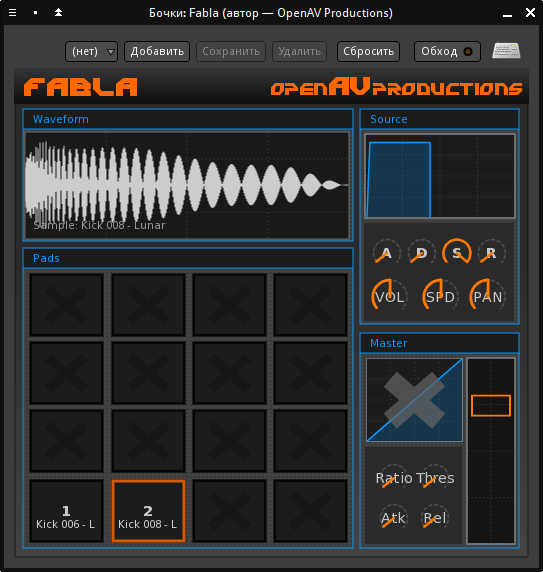 Бочки: Fabla (автор — OpenAV Productions)
(нет) Добавить Сохранить Удалить Сбросить Обход
FABLA openAVproductions
Waveform
Sample: Kick 008 - Lunar
Source
A D S R
VOL SPD PAN
Pads
1
Kick 006 - L
2
Kick 008 - L
Master
Ratio Thres
Atk Rel